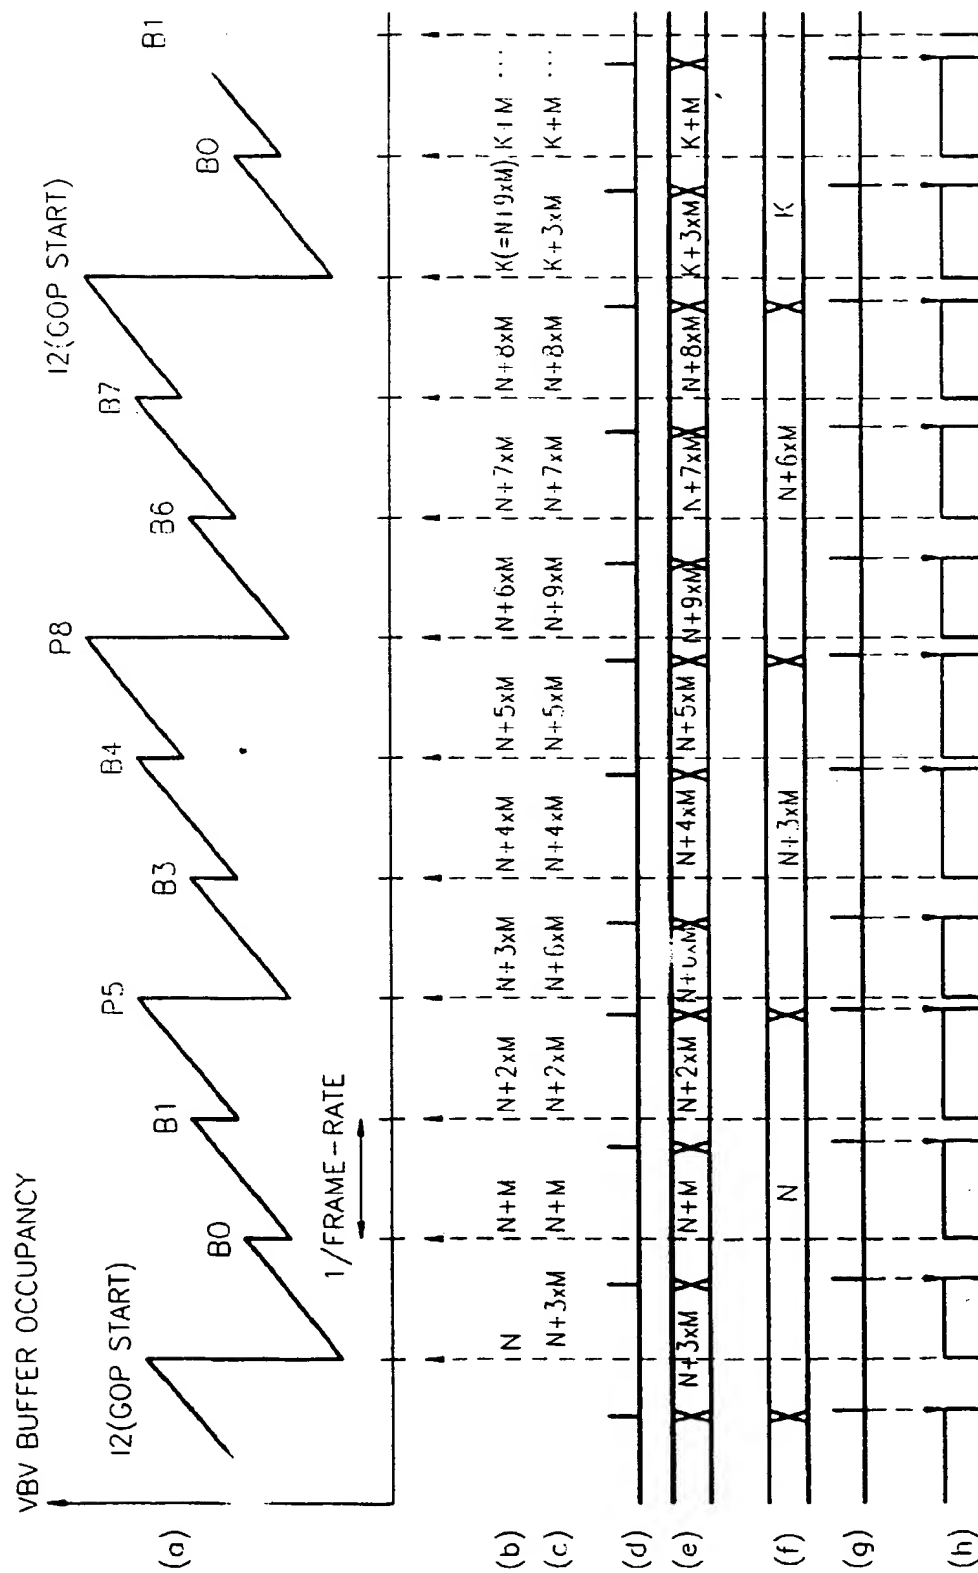 VBV BUFFER OCCUPANCY
(a)
I2(GOP START) B0 B1 P5 B3 B4 P8 B6 B7 I2(GOP START) B0 B1
1/FRAME-RATE
(b) N N+M N+2xM N+3xM N+4xM N+5xM N+6xM N+7xM N+8xM K(=N+9xM) K+M ...
(c) N+3xM N+M N+2xM N+6xM N+4xM N+5xM N+9xM N+7xM N+8xM K+3xM K+M ...
(d)
(e) N+3xM N+M N+2xM N+6xM N+4xM N+5xM N+9xM N+7xM N+8xM K+3xM K+M
(f) N N+3xM N+6xM K
(g)
(h)